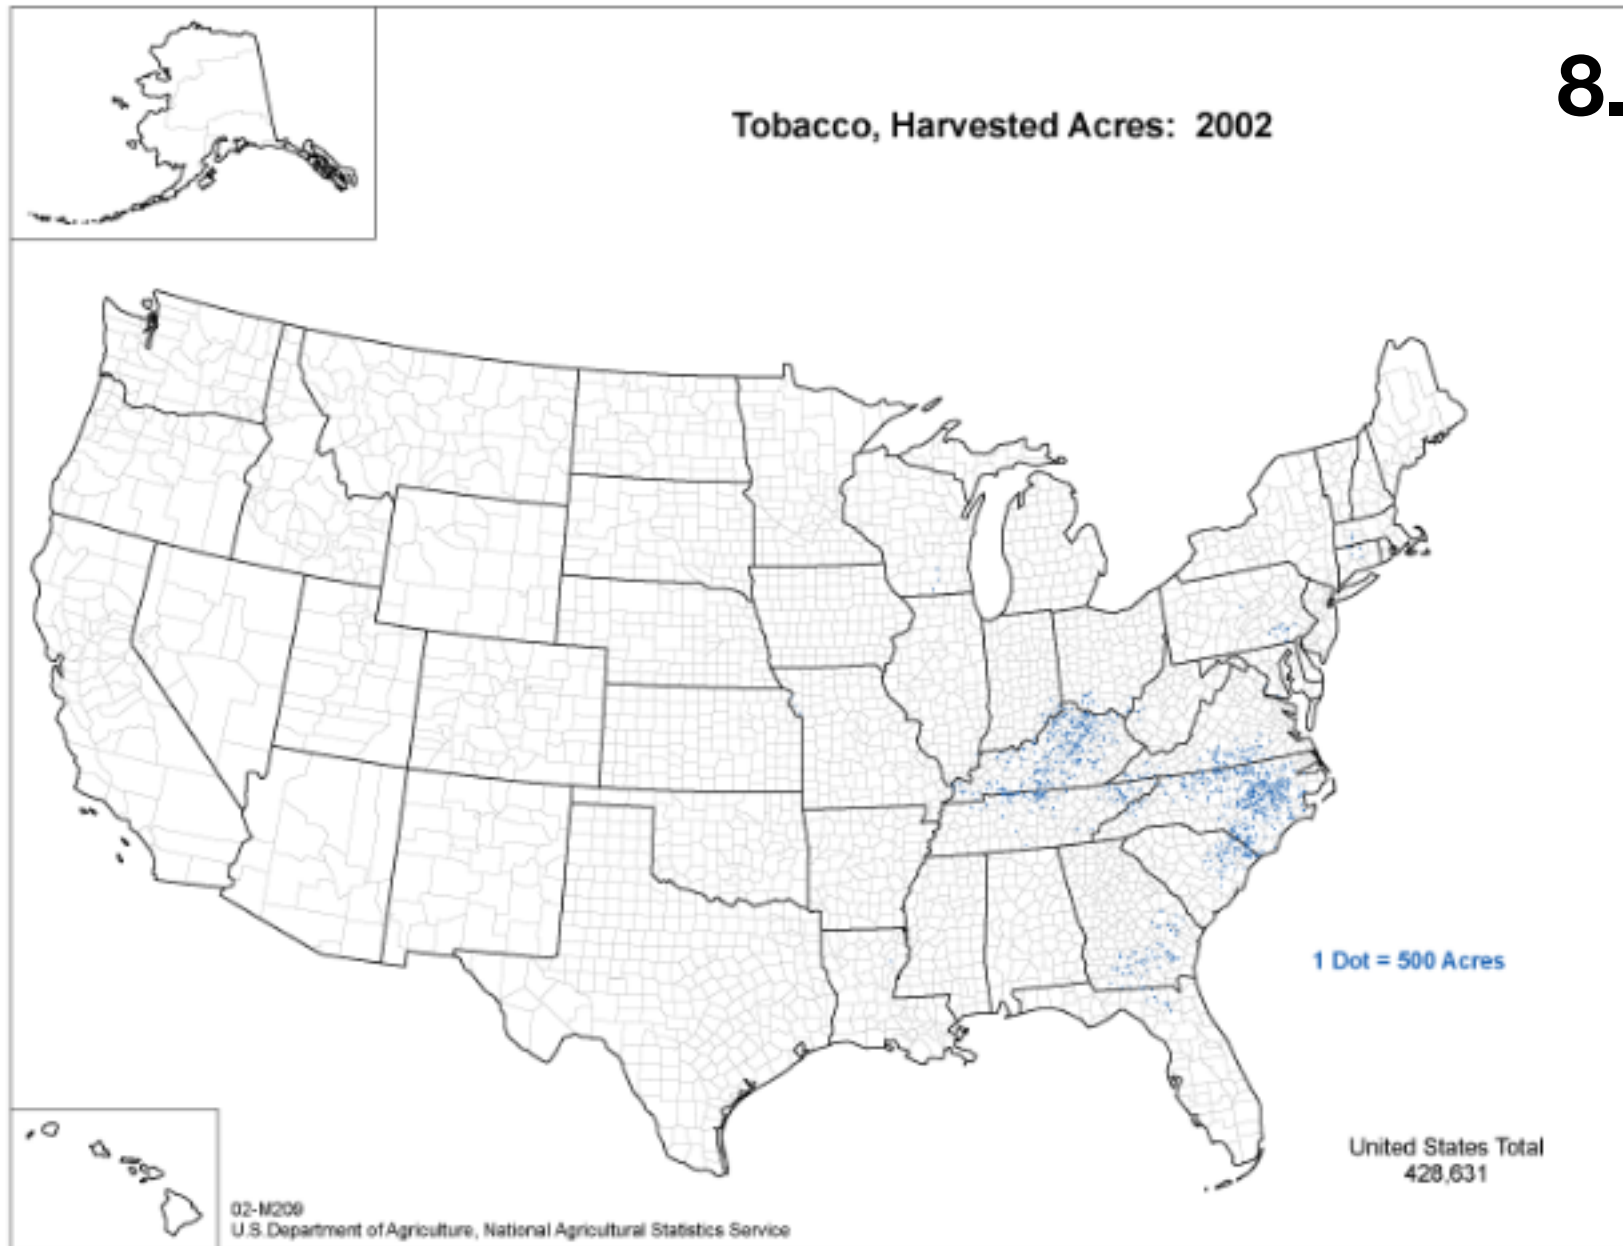 8.
Tobacco, Harvested Acres: 2002
1 Dot = 500 Acres
United States Total
428,631
02-M209
U.S. Department of Agriculture, National Agricultural Statistics Service